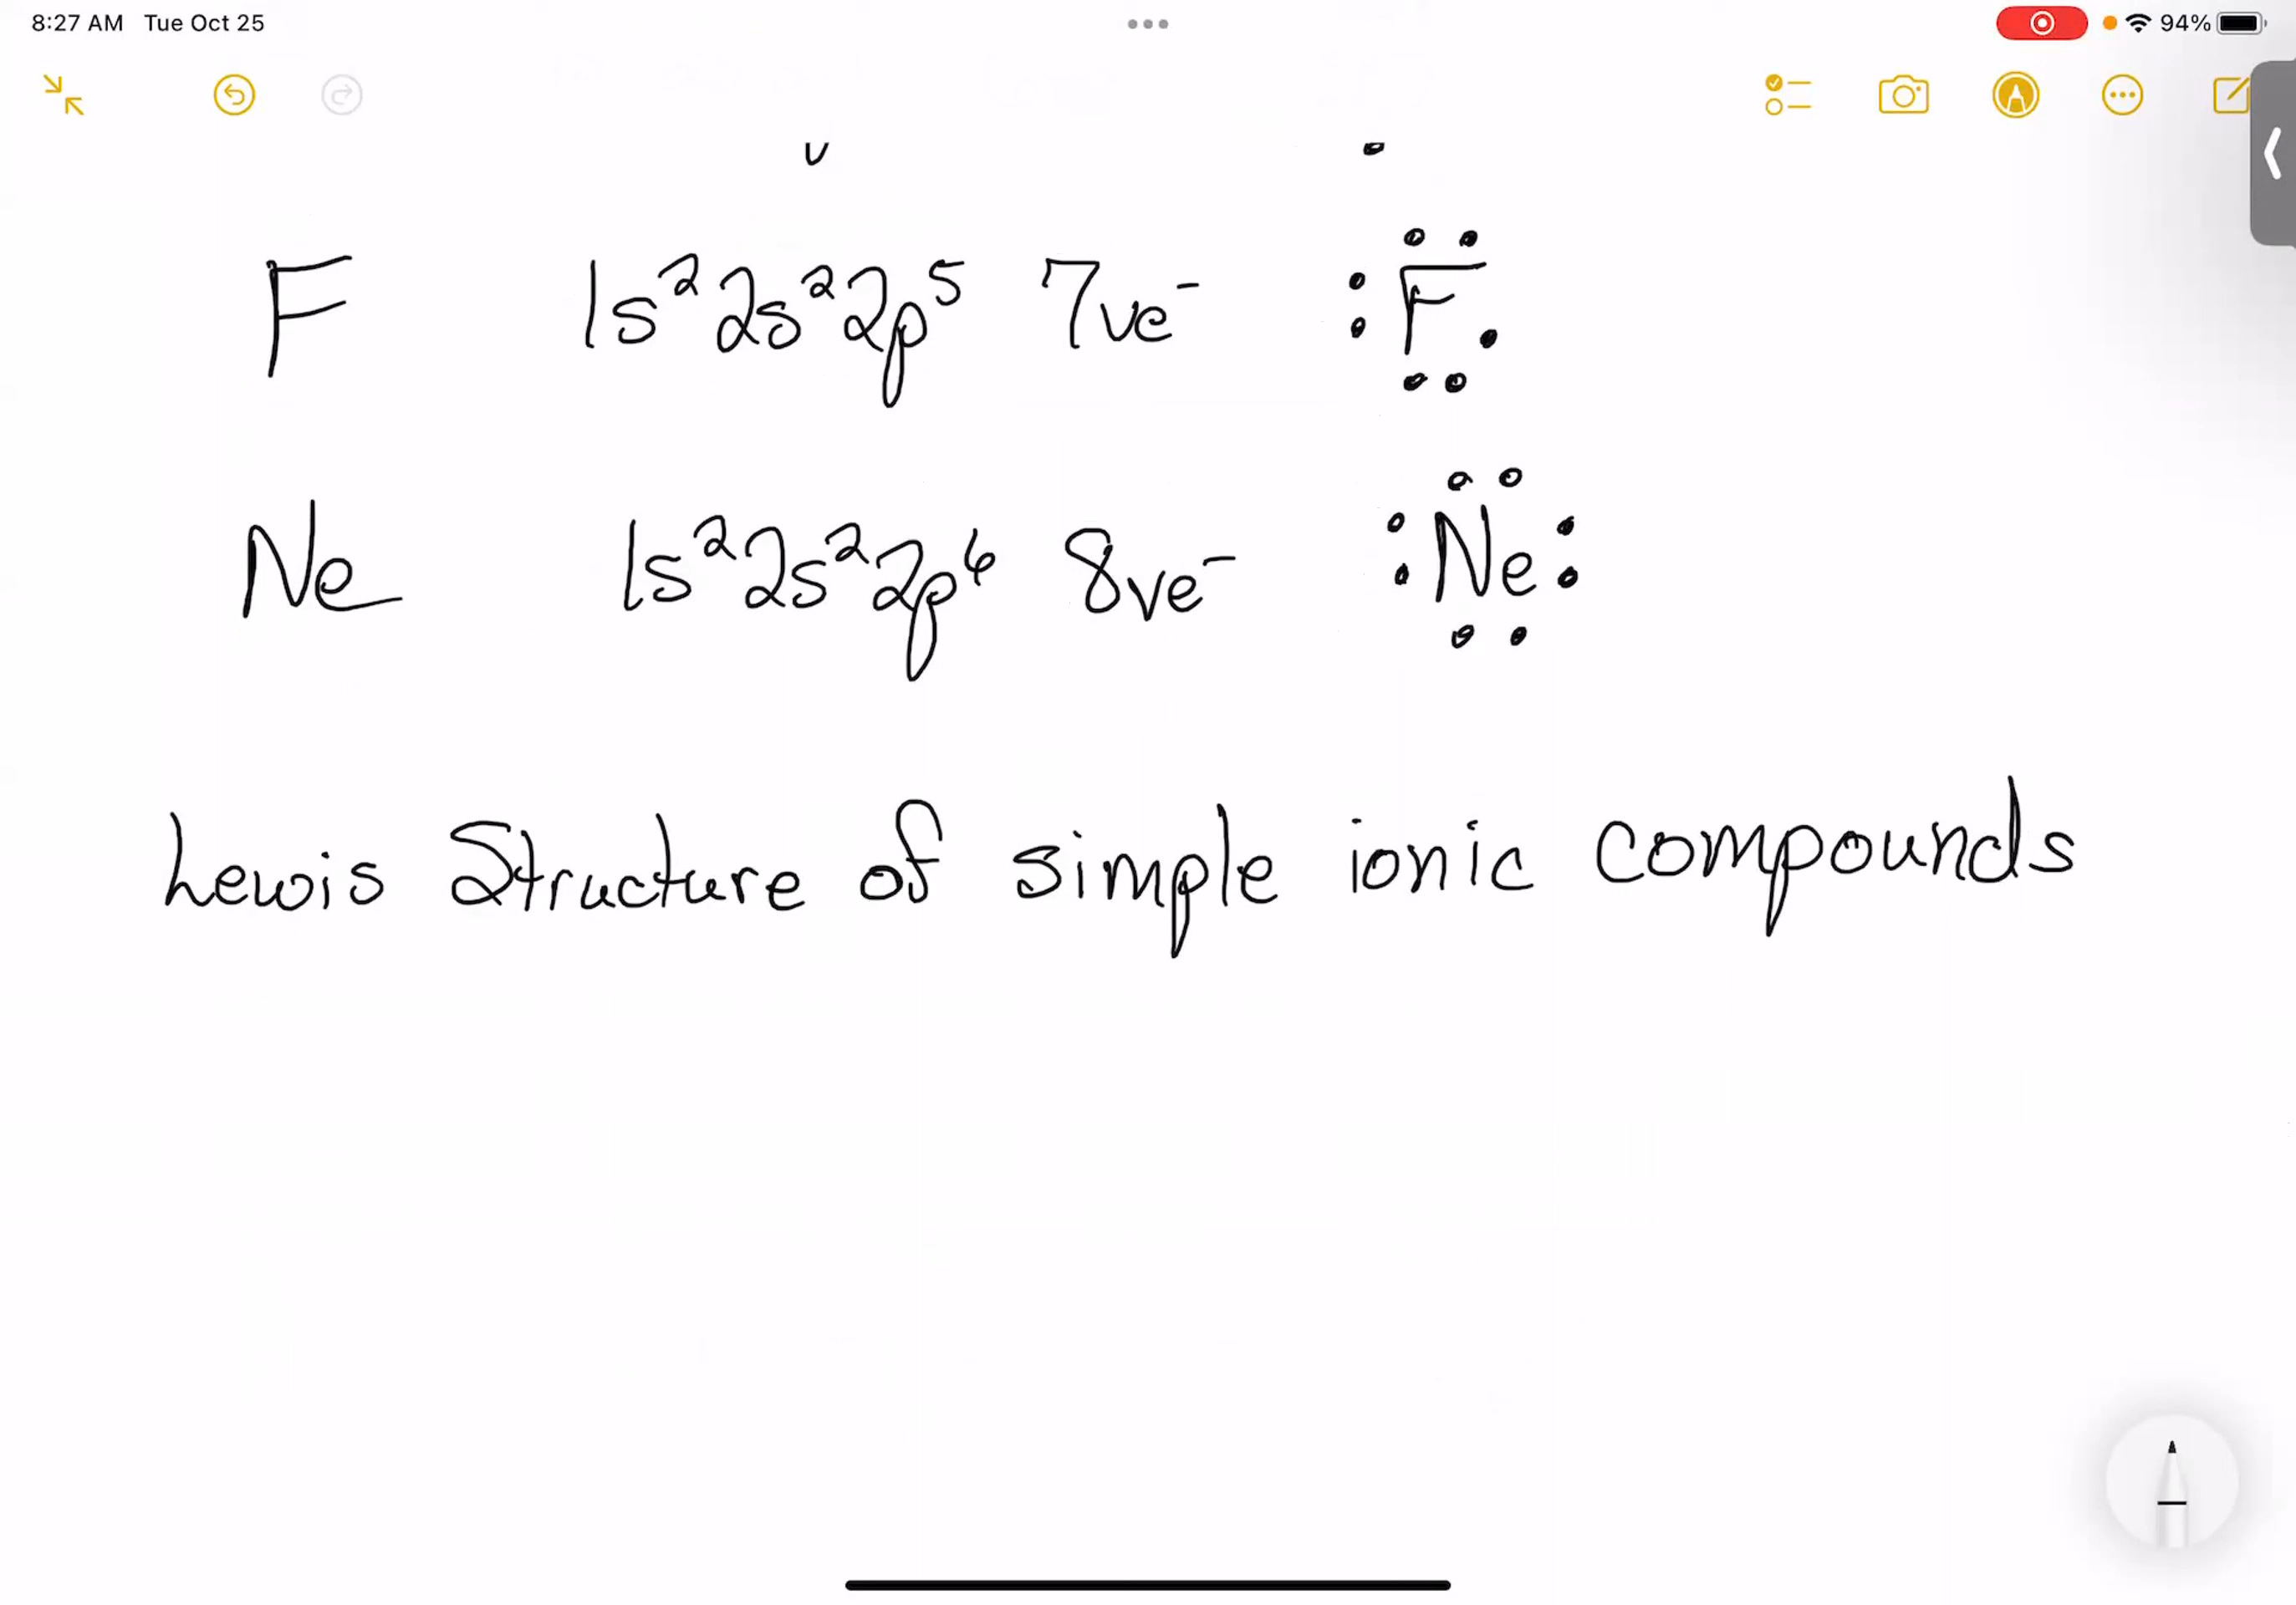 8:27 AM Tue Oct 25 94%
F 1s²2s²2p⁵ 7ve⁻ F
Ne 1s²2s²2p⁶ 8ve⁻ Ne
Lewis Structure of simple ionic compounds